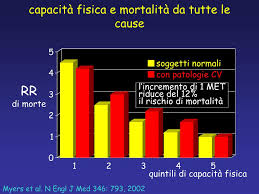 capacità fisica e mortalità da tutte le
cause
5
4
3
2
1
0
RR
di morte
soggetti normali
con patologie CV
l'incremento di 1 MET
riduce del 12%
il rischio di mortalità
1 2 3 4 5
quintili di capacità fisica
Myers et al. N Engl J Med 346: 793, 2002